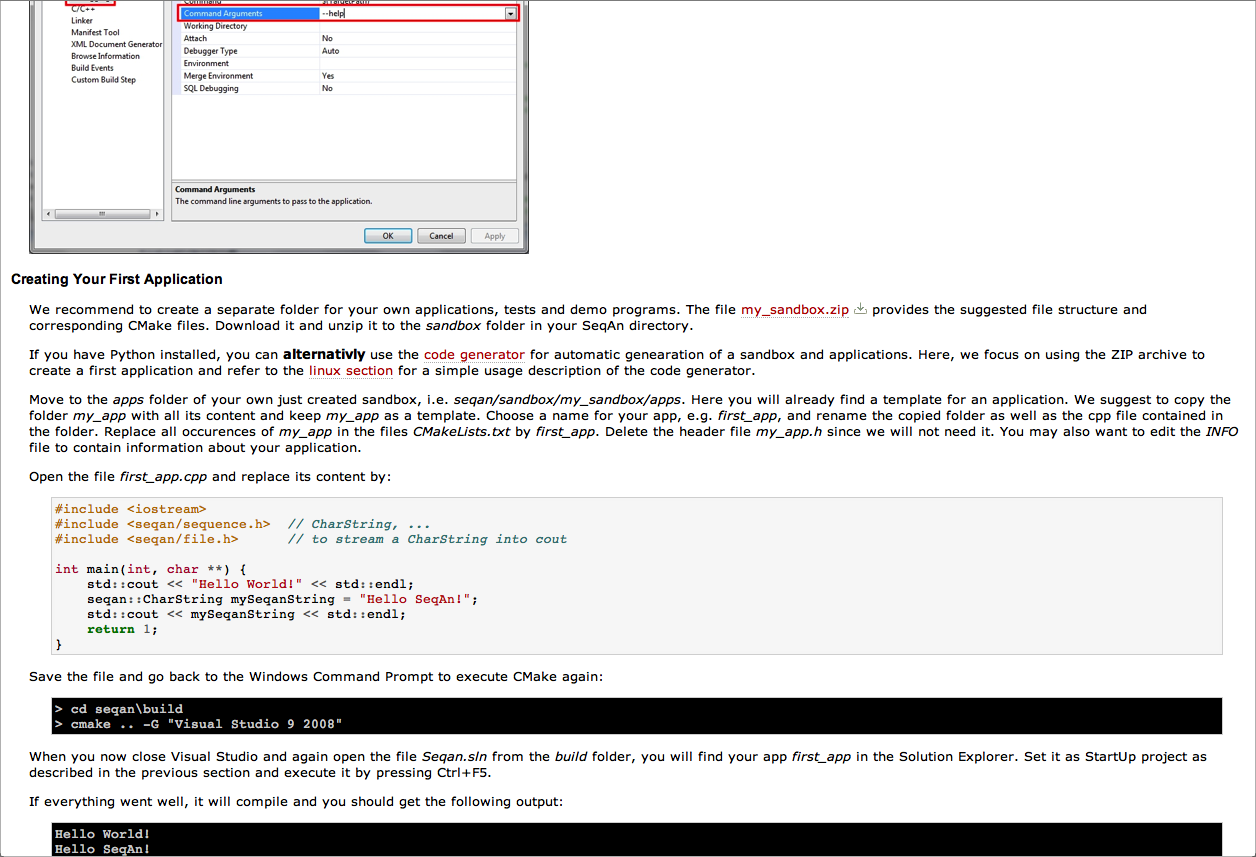 C/C++
Linker
Manifest Tool
XML Document Generator
Browse Information
Build Events
Custom Build Step
Command $(TargetPath)
Command Arguments --help
Working Directory
Attach No
Debugger Type Auto
Environment
Merge Environment Yes
SQL Debugging No
Command Arguments
The command line arguments to pass to the application.
OK Cancel Apply
Creating Your First Application
We recommend to create a separate folder for your own applications, tests and demo programs. The file my_sandbox.zip provides the suggested file structure and
corresponding CMake files. Download it and unzip it to the sandbox folder in your SeqAn directory.
If you have Python installed, you can alternativly use the code generator for automatic genearation of a sandbox and applications. Here, we focus on using the ZIP archive to
create a first application and refer to the linux section for a simple usage description of the code generator.
Move to the apps folder of your own just created sandbox, i.e. seqan/sandbox/my_sandbox/apps. Here you will already find a template for an application. We suggest to copy the
folder my_app with all its content and keep my_app as a template. Choose a name for your app, e.g. first_app, and rename the copied folder as well as the cpp file contained in
the folder. Replace all occurences of my_app in the files CMakeLists.txt by first_app. Delete the header file my_app.h since we will not need it. You may also want to edit the INFO
file to contain information about your application.
Open the file first_app.cpp and replace its content by:
#include <iostream>
#include <seqan/sequence.h>  // CharString, ...
#include <seqan/file.h>      // to stream a CharString into cout
int main(int, char **) {
    std::cout << "Hello World!" << std::endl;
    seqan::CharString mySeqanString = "Hello SeqAn!";
    std::cout << mySeqanString << std::endl;
    return 1;
}
Save the file and go back to the Windows Command Prompt to execute CMake again:
> cd seqan\build
> cmake .. -G "Visual Studio 9 2008"
When you now close Visual Studio and again open the file Seqan.sln from the build folder, you will find your app first_app in the Solution Explorer. Set it as StartUp project as
described in the previous section and execute it by pressing Ctrl+F5.
If everything went well, it will compile and you should get the following output:
Hello World!
Hello SeqAn!